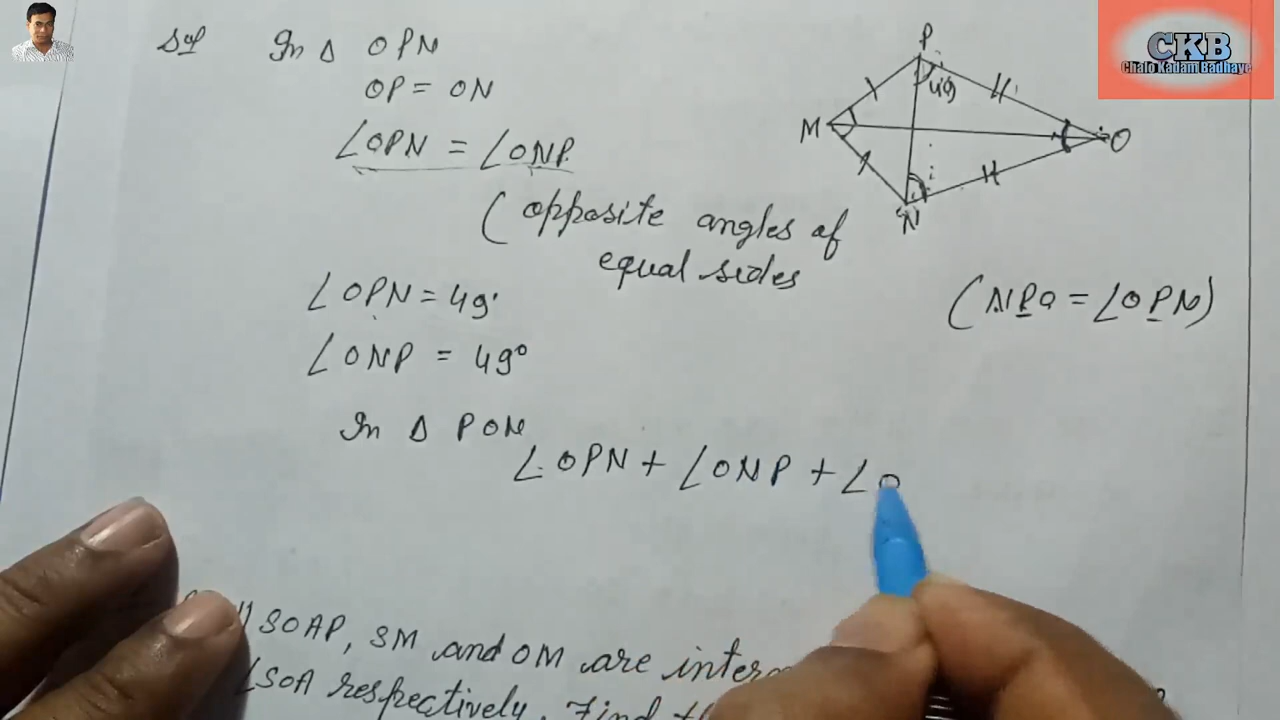 Sol In Δ OPN
OP = ON
∠OPN = ∠ONP.
(opposite angles of
equal sides
∠OPN = 49°
∠ONP = 49°
In Δ PON
∠OPN + ∠ONP + ∠O
P
49
M
O
N
(NPO = ∠OPN)
CKB
Chalo Kadam Badhaye
SOAP, SM and OM are
∠SOA respectively. Find